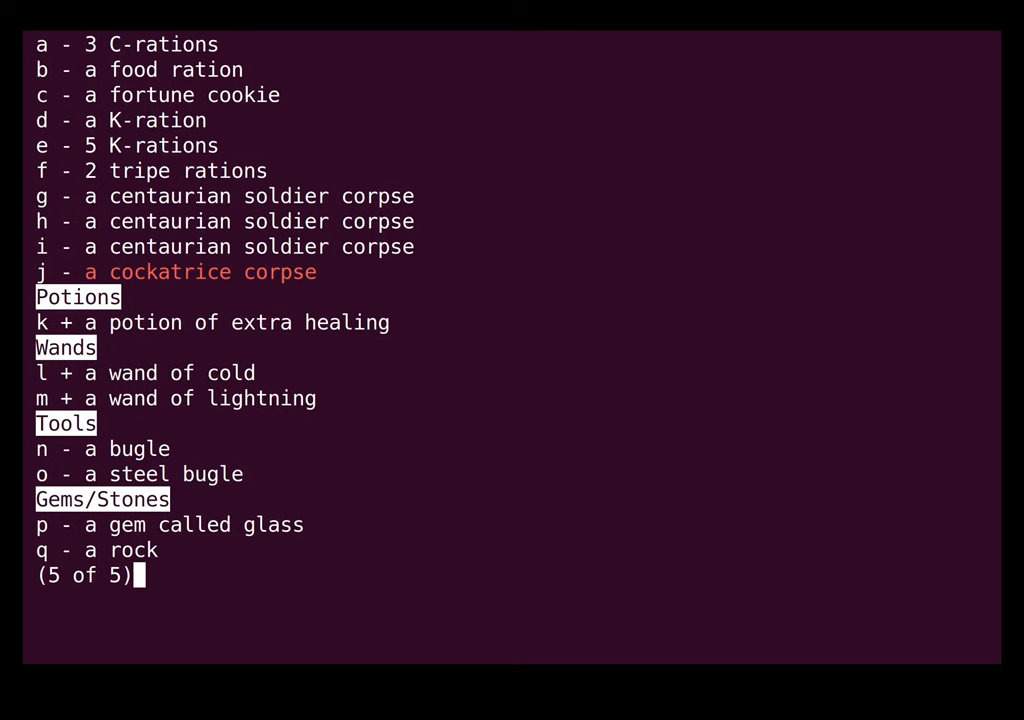 a - 3 C-rations
b - a food ration
c - a fortune cookie
d - a K-ration
e - 5 K-rations
f - 2 tripe rations
g - a centaurian soldier corpse
h - a centaurian soldier corpse
i - a centaurian soldier corpse
j - a cockatrice corpse
Potions
k + a potion of extra healing
Wands
l + a wand of cold
m + a wand of lightning
Tools
n - a bugle
o - a steel bugle
Gems/Stones
p - a gem called glass
q - a rock
(5 of 5)